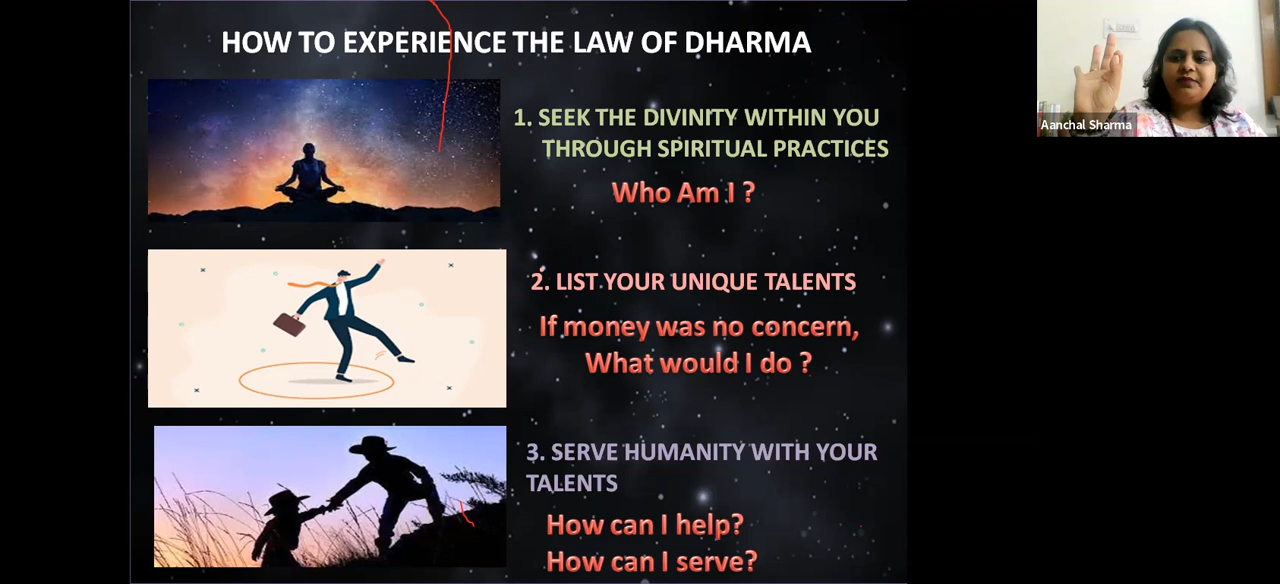 HOW TO EXPERIENCE THE LAW OF DHARMA
1. SEEK THE DIVINITY WITHIN YOU
THROUGH SPIRITUAL PRACTICES
Who Am I ?
2. LIST YOUR UNIQUE TALENTS
If money was no concern,
What would I do ?
3. SERVE HUMANITY WITH YOUR
TALENTS
How can I help?
How can I serve?
Aanchal Sharma